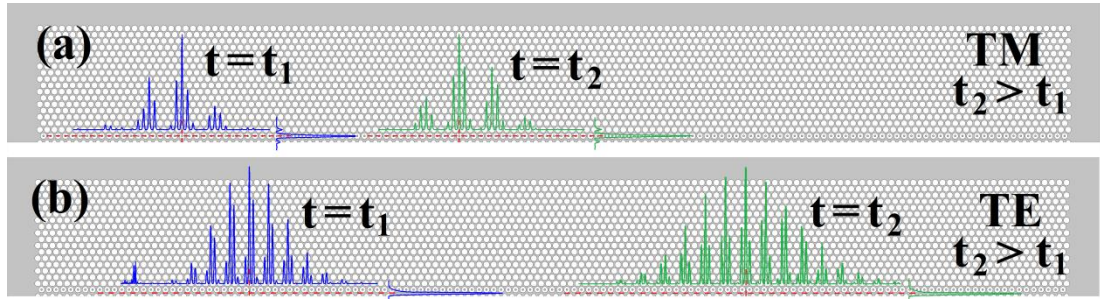 (a)
t = t₁
t = t₂
TM
t₂ > t₁
(b)
t = t₁
t = t₂
TE
t₂ > t₁